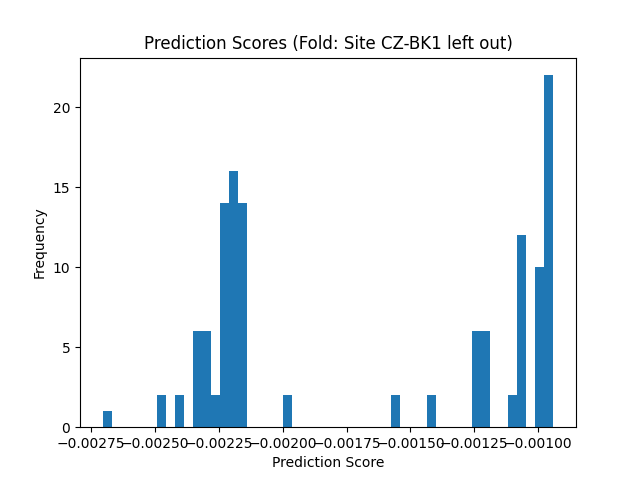 Prediction Scores (Fold: Site CZ-BK1 left out)
Frequency
20
15
10
5
0
−0.00275 −0.00250 −0.00225 −0.00200 −0.00175 −0.00150 −0.00125 −0.00100
Prediction Score